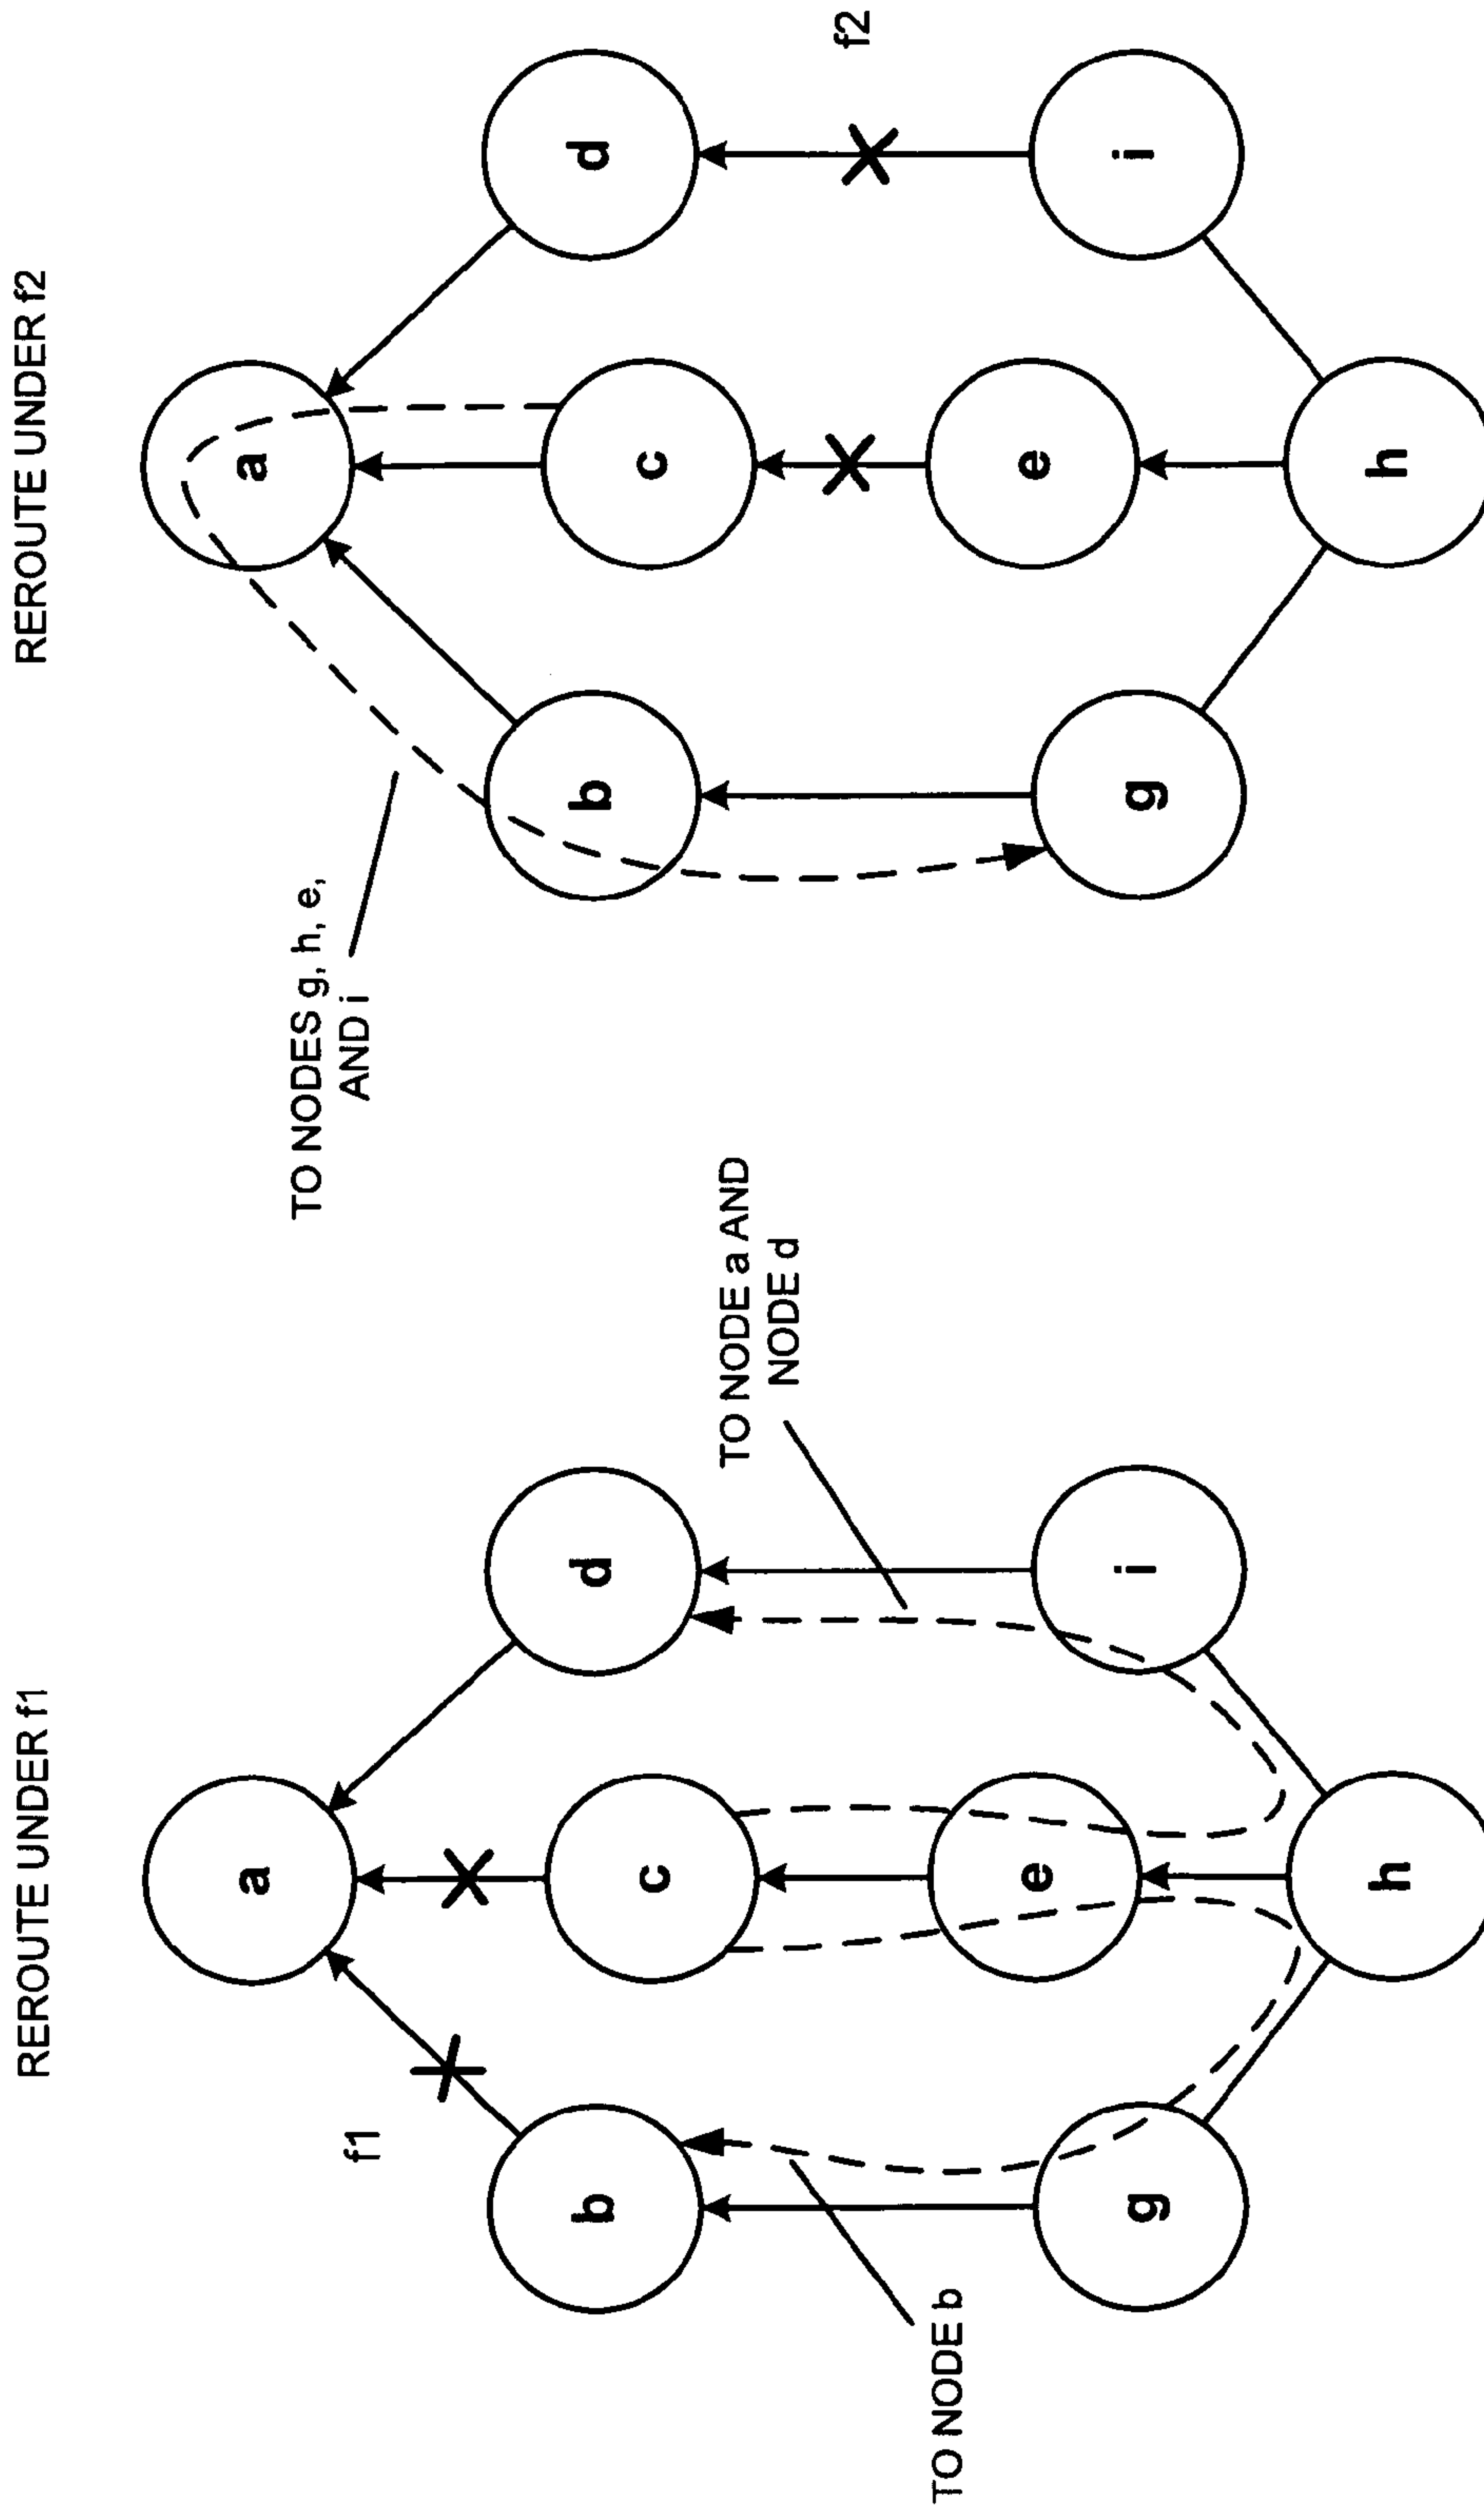 REROUTE UNDER f1
a
f1
b
d
c
TO NODE a AND
NODE d
TO NODE b
e
g
i
h
REROUTE UNDER f2
a
TO NODES g, h, e,
AND i
b
d
c
f2
e
g
i
h